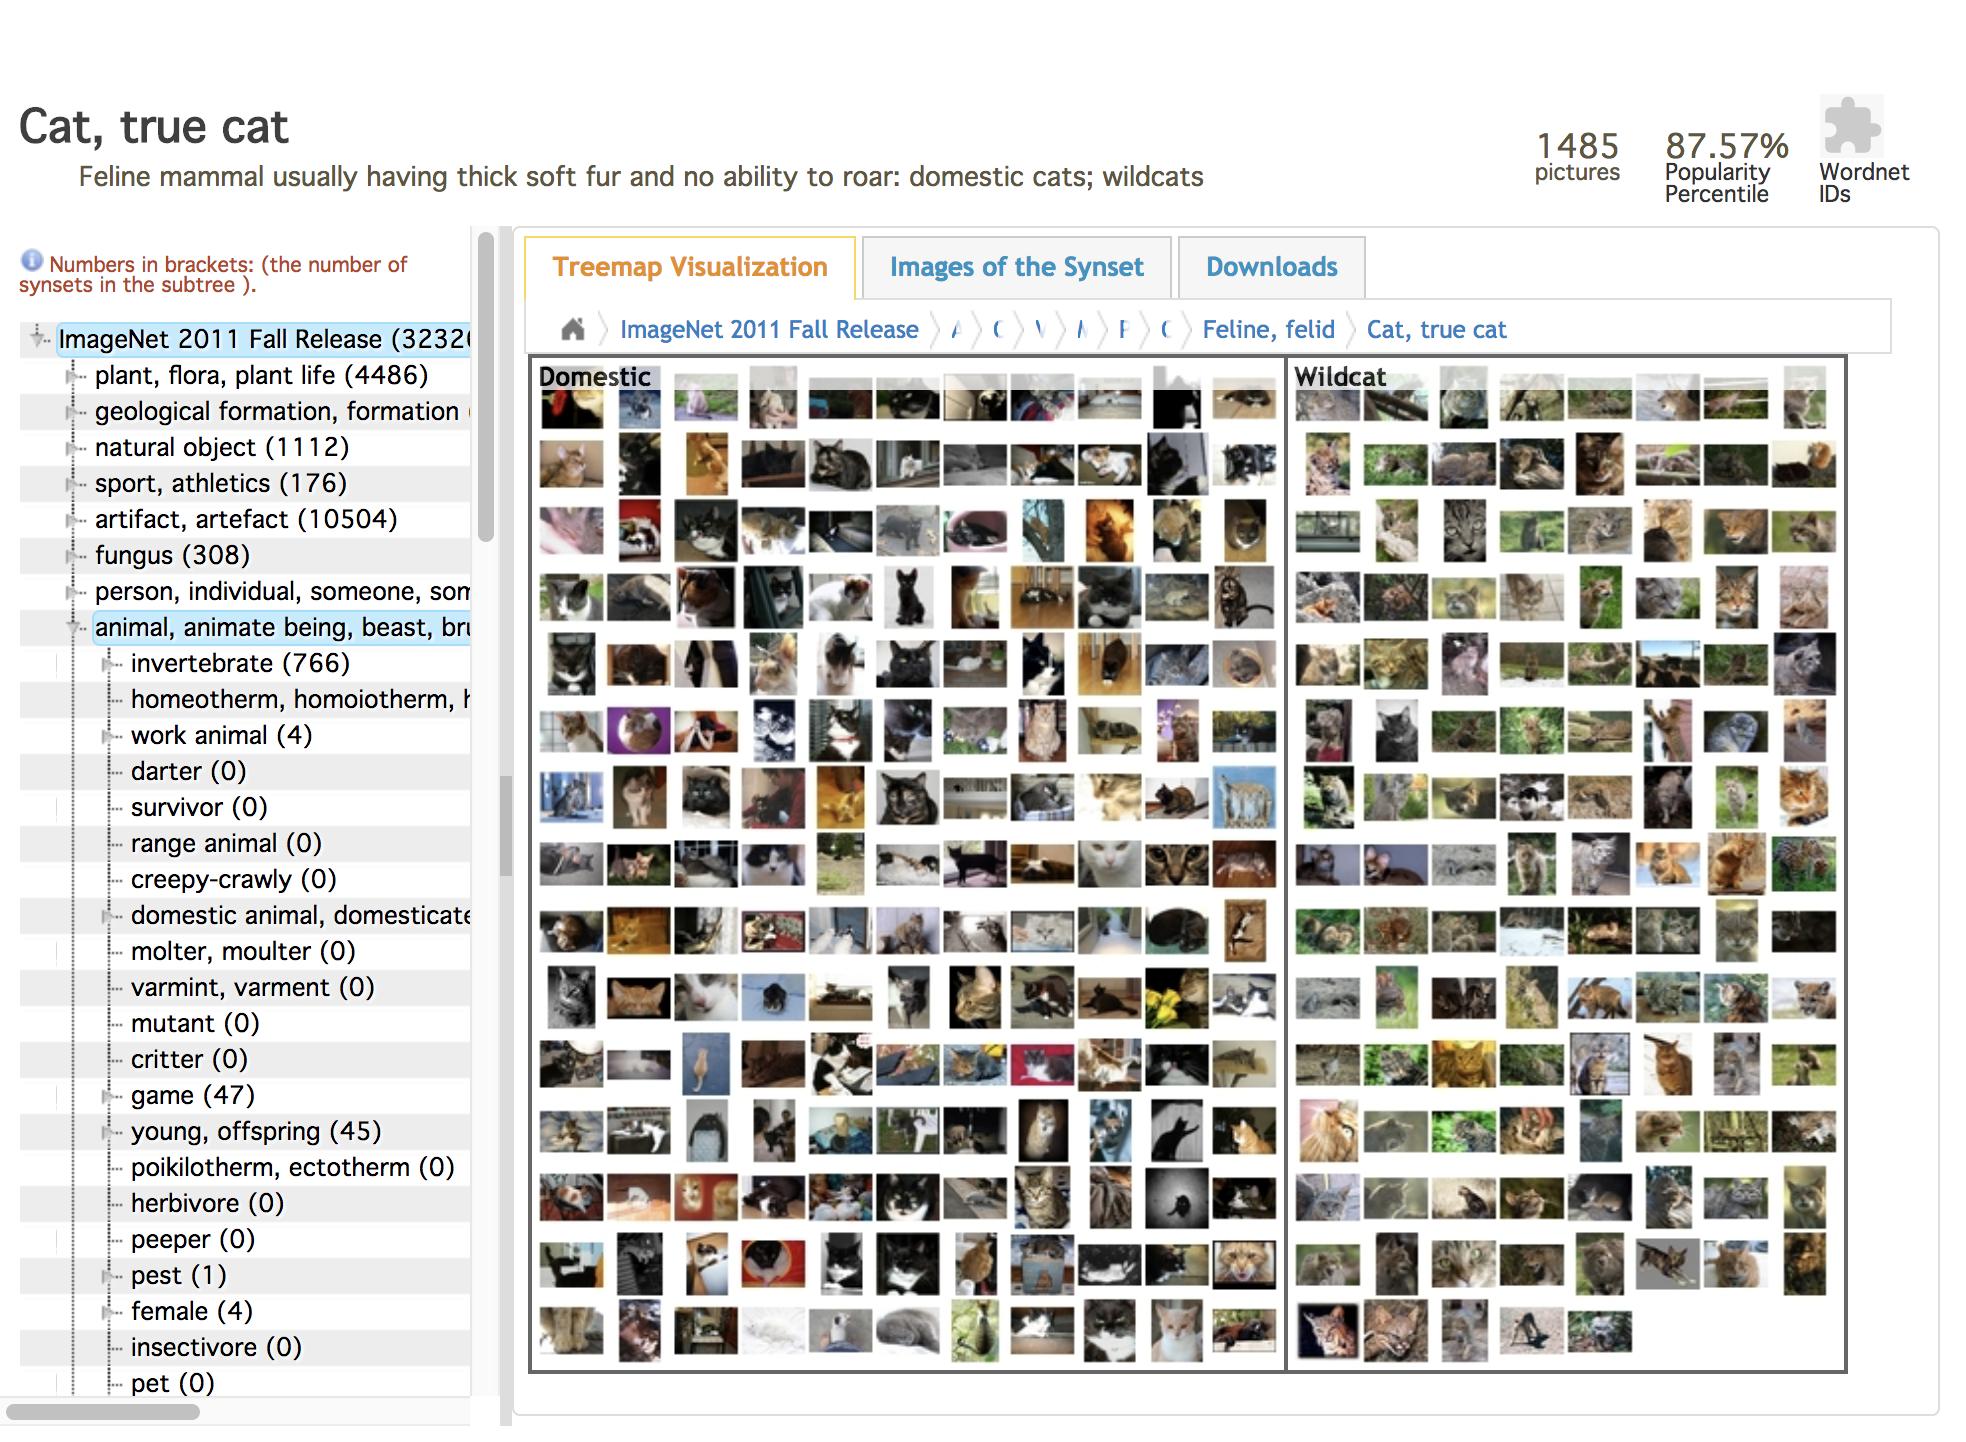 Cat, true cat
Feline mammal usually having thick soft fur and no ability to roar: domestic cats; wildcats
1485
pictures
87.57%
Popularity
Percentile
Wordnet
IDs
Numbers in brackets: (the number of
synsets in the subtree ).
ImageNet 2011 Fall Release (3232
plant, flora, plant life (4486)
geological formation, formation
natural object (1112)
sport, athletics (176)
artifact, artefact (10504)
fungus (308)
person, individual, someone, som
animal, animate being, beast, bru
invertebrate (766)
homeotherm, homoiotherm, h
work animal (4)
darter (0)
survivor (0)
range animal (0)
creepy-crawly (0)
domestic animal, domesticate
molter, moulter (0)
varmint, varment (0)
mutant (0)
critter (0)
game (47)
young, offspring (45)
poikilotherm, ectotherm (0)
herbivore (0)
peeper (0)
pest (1)
female (4)
insectivore (0)
pet (0)
Treemap Visualization
Images of the Synset
Downloads
ImageNet 2011 Fall Release
Feline, felid
Cat, true cat
Domestic
Wildcat